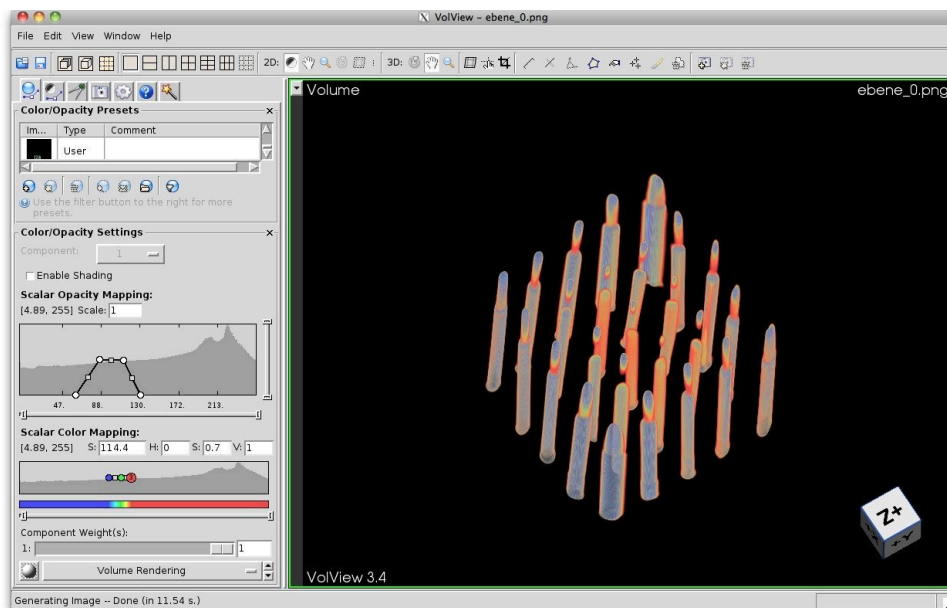 VolView - ebene_0.png
File Edit View Window Help
2D: 3D:
Color/Opacity Presets
Im... Type Comment
User
Use the filter button to the right for more
presets.
Color/Opacity Settings
Component: 1
Enable Shading
Scalar Opacity Mapping:
[4.89, 255] Scale: 1
47. 88. 130. 172. 213.
Scalar Color Mapping:
[4.89, 255] S: 114.4 H: 0 S: 0.7 V: 1
Component Weight(s):
1: 1
Volume Rendering
Generating Image -- Done (in 11.54 s.)
Volume ebene_0.png
Z+
+Y
VolView 3.4